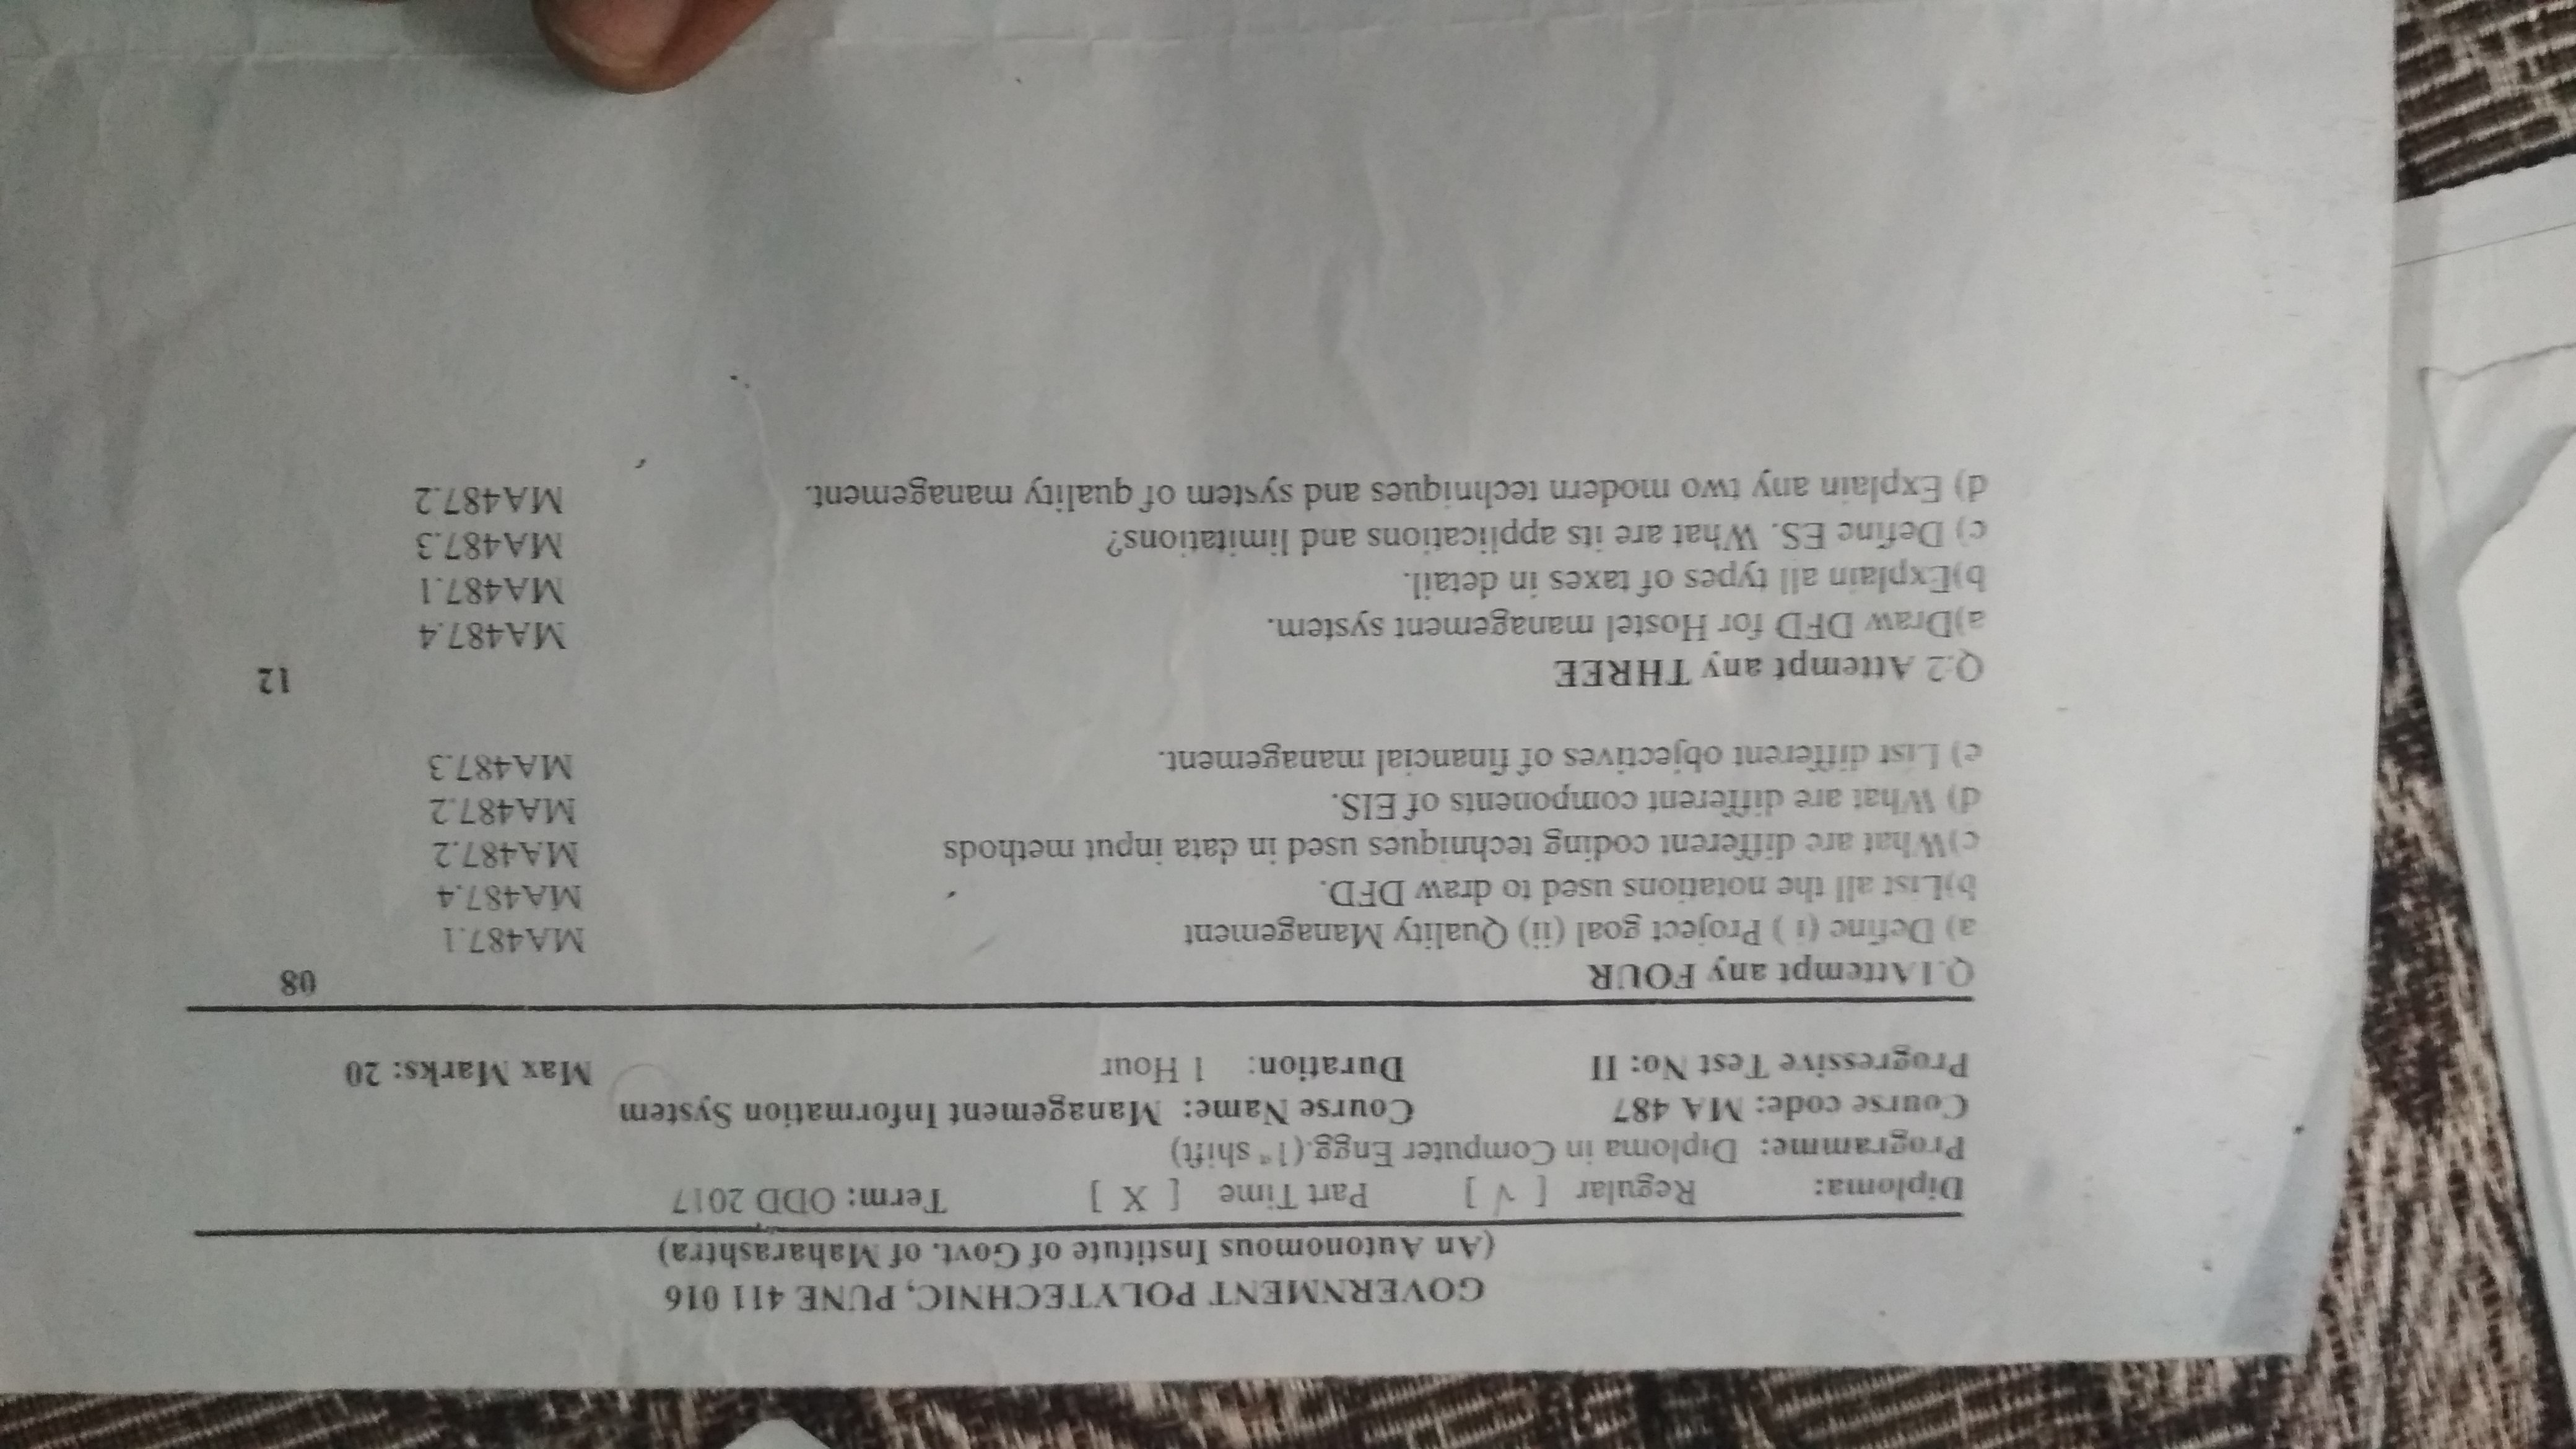 GOVERNMENT POLYTECHNIC, PUNE 411 016
(An Autonomous Institute of Govt. of Maharashtra)
Diploma: Regular [ √ ] Part Time [ X ] Term: ODD 2017
Programme: Diploma in Computer Engg.(1st shift)
Course code: MA 487 Course Name: Management Information System
Progressive Test No: II Duration: 1 Hour Max Marks: 20
Q.1Attempt any FOUR 08
a) Define (i ) Project goal (ii) Quality Management MA487.1
b)List all the notations used to draw DFD. MA487.4
c)What are different coding techniques used in data input methods MA487.2
d) What are different components of EIS. MA487.2
e) List different objectives of financial management. MA487.3
Q.2 Attempt any THREE 12
a)Draw DFD for Hostel management system. MA487.4
b)Explain all types of taxes in detail. MA487.1
c) Define ES. What are its applications and limitations? MA487.3
d) Explain any two modern techniques and system of quality management. MA487.2